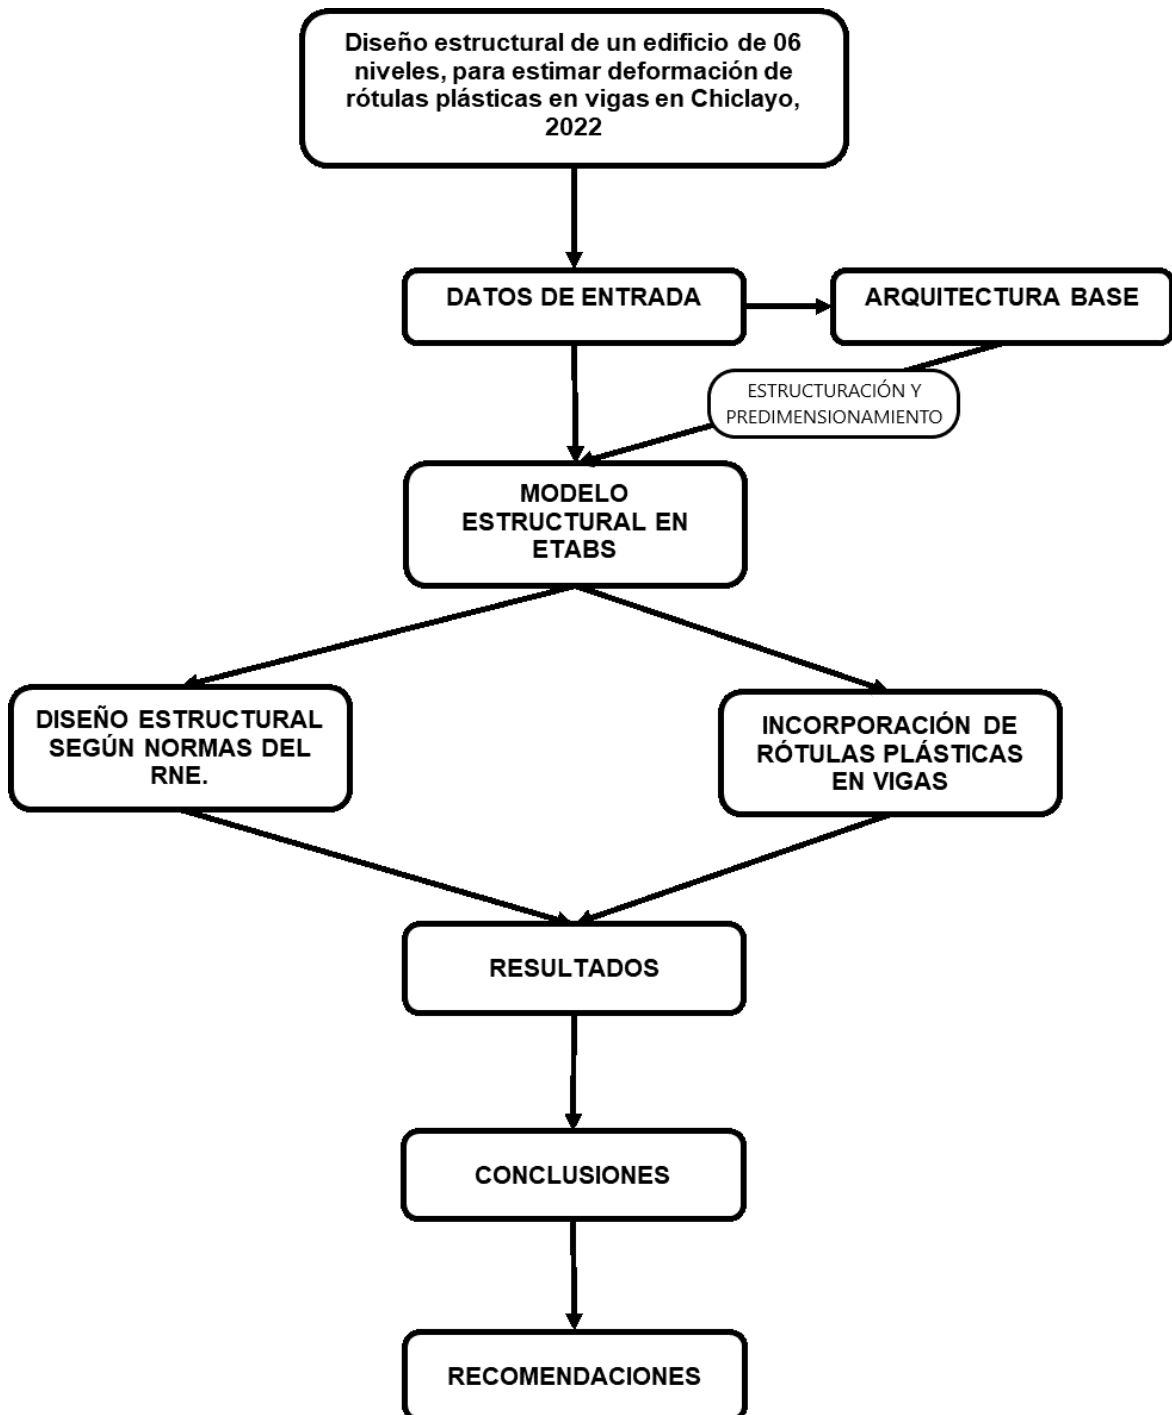 Diseño estructural de un edificio de 06
niveles, para estimar deformación de
rótulas plásticas en vigas en Chiclayo,
2022
DATOS DE ENTRADA
ARQUITECTURA BASE
ESTRUCTURACIÓN Y
PREDIMENSIONAMIENTO
MODELO
ESTRUCTURAL EN
ETABS
DISEÑO ESTRUCTURAL
SEGÚN NORMAS DEL
RNE.
INCORPORACIÓN DE
RÓTULAS PLÁSTICAS
EN VIGAS
RESULTADOS
CONCLUSIONES
RECOMENDACIONES